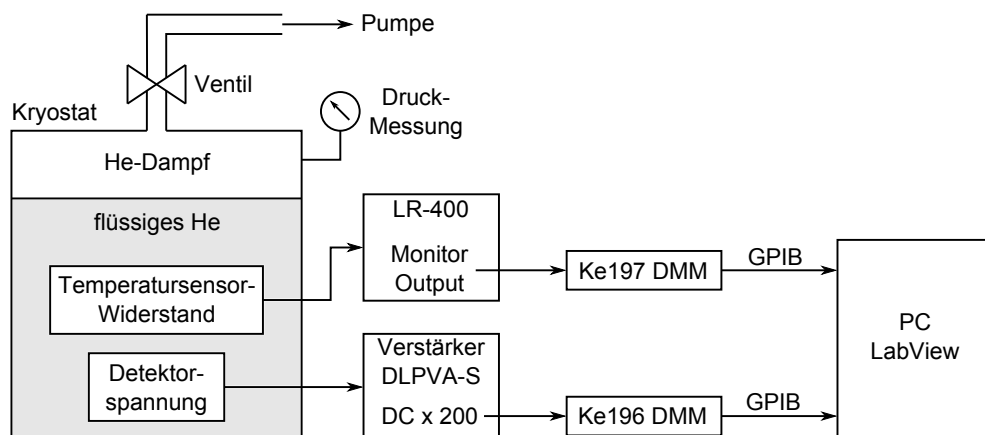 Pumpe
Ventil
Kryostat
Druck-
Messung
He-Dampf
flüssiges He
Temperatursensor-
Widerstand
Detektor-
spannung
LR-400
Monitor
Output
Verstärker
DLPVA-S
DC x 200
Ke197 DMM
GPIB
Ke196 DMM
GPIB
PC
LabView